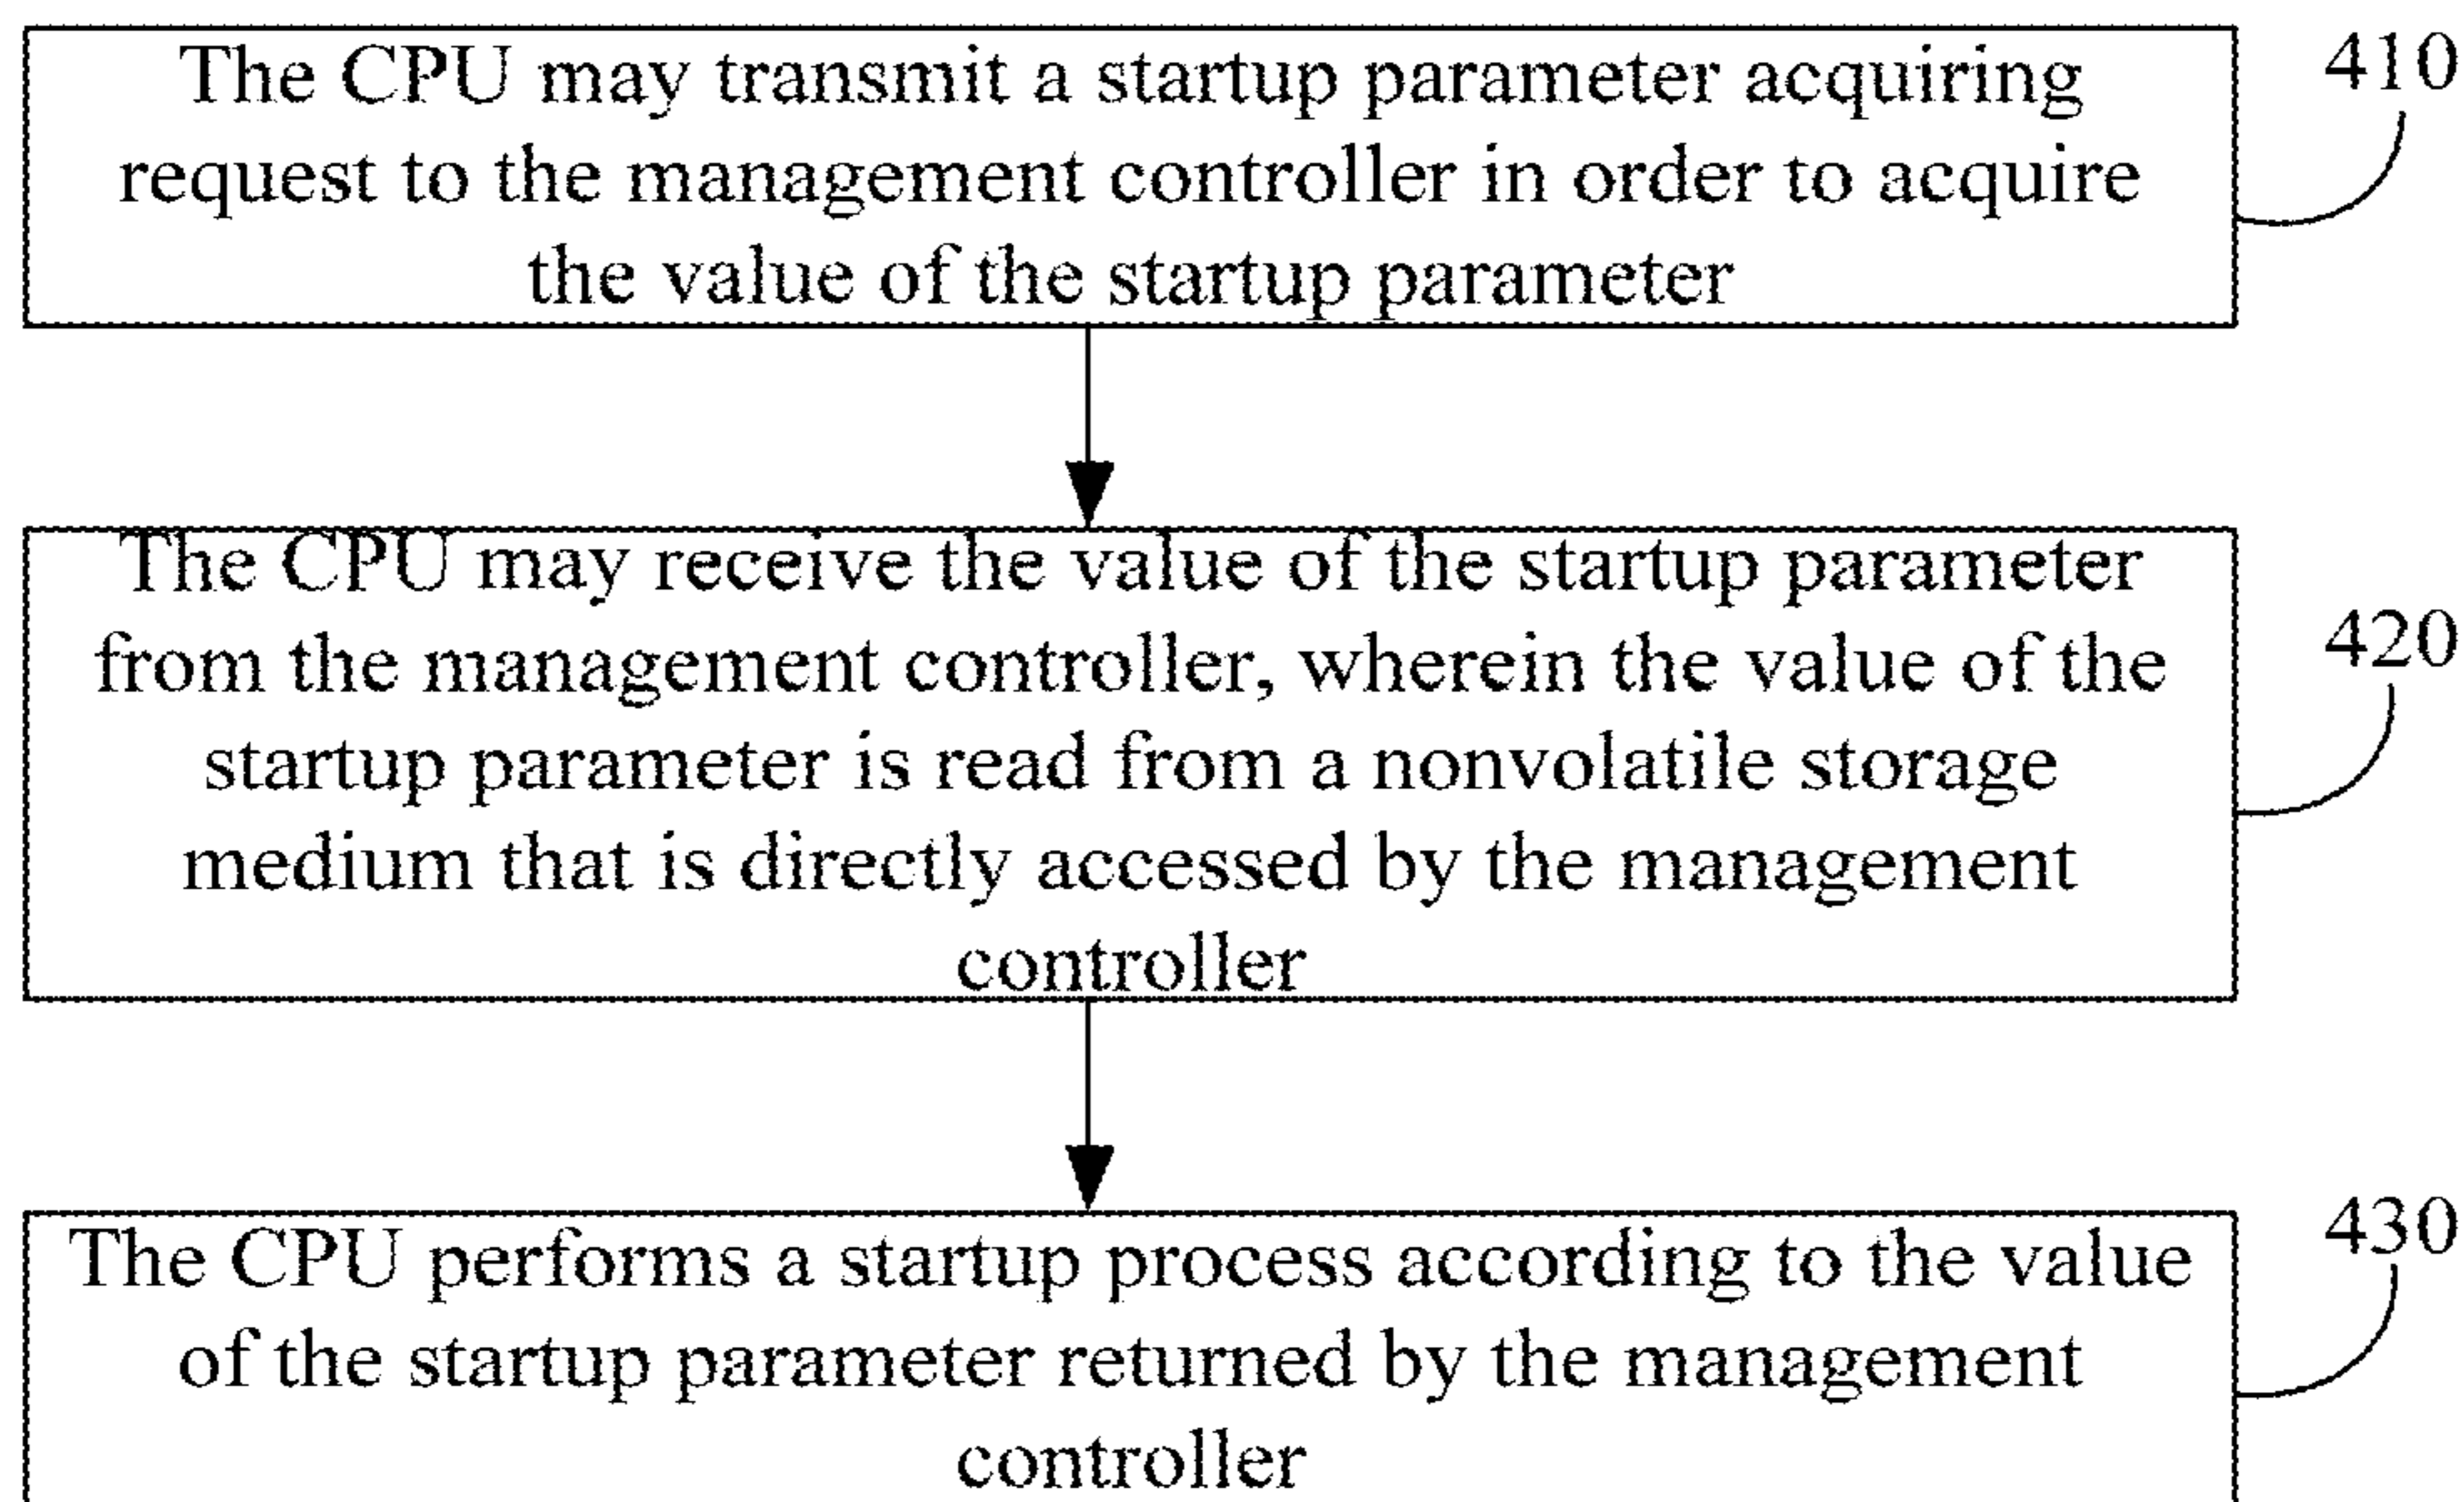 The CPU may transmit a startup parameter acquiring
request to the management controller in order to acquire
the value of the startup parameter
410
The CPU may receive the value of the startup parameter
from the management controller, wherein the value of the
startup parameter is read from a nonvolatile storage
medium that is directly accessed by the management
controller
420
The CPU performs a startup process according to the value
of the startup parameter returned by the management
controller
430